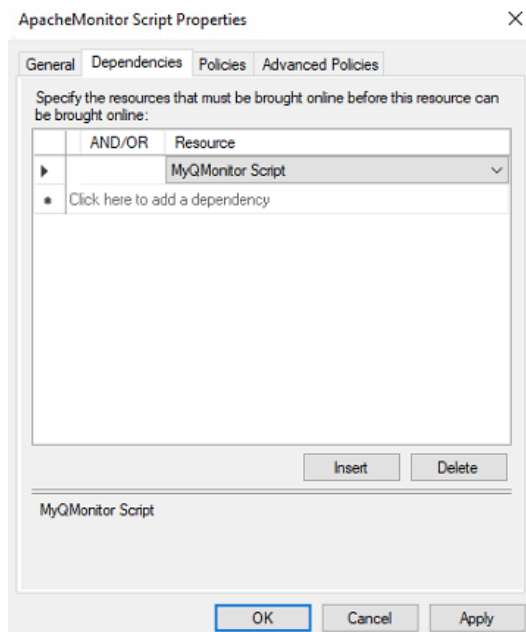 ApacheMonitor Script Properties
General Dependencies Policies Advanced Policies
Specify the resources that must be brought online before this resource can
be brought online:
AND/OR Resource
MyQMonitor Script
Click here to add a dependency
Insert Delete
MyQMonitor Script
OK Cancel Apply